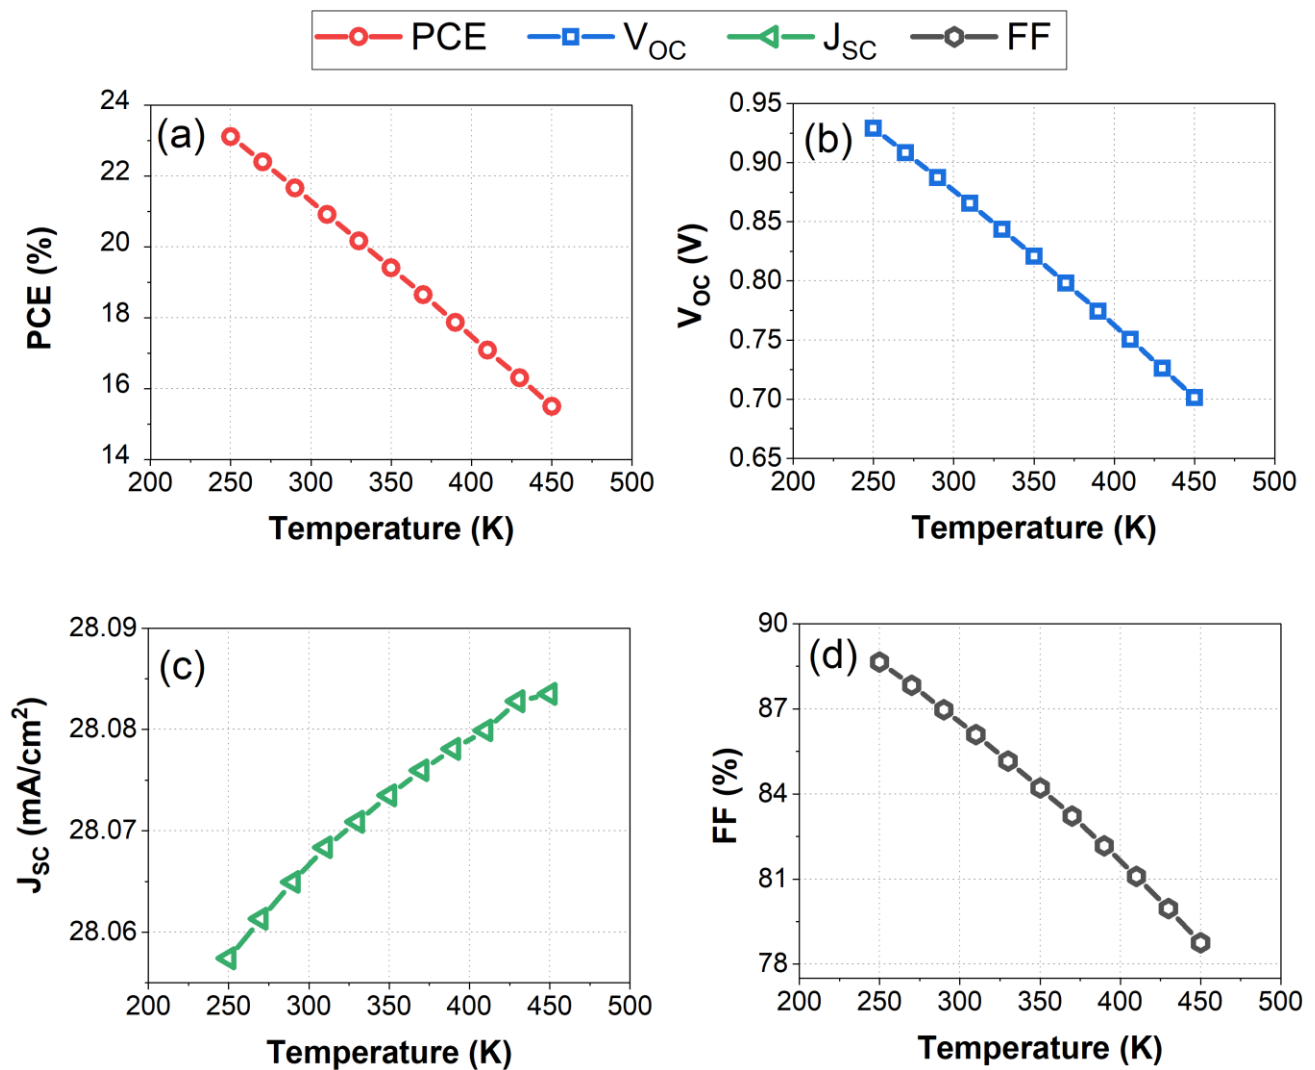 PCE V_OC J_SC FF
(a)
24
22
20
18
16
14
PCE (%)
200 250 300 350 400 450 500
Temperature (K)
(b)
0.95
0.90
0.85
0.80
0.75
0.70
0.65
V_OC (V)
200 250 300 350 400 450 500
Temperature (K)
(c)
28.09
28.08
28.07
28.06
J_SC (mA/cm²)
200 250 300 350 400 450 500
Temperature (K)
(d)
90
87
84
81
78
FF (%)
200 250 300 350 400 450 500
Temperature (K)